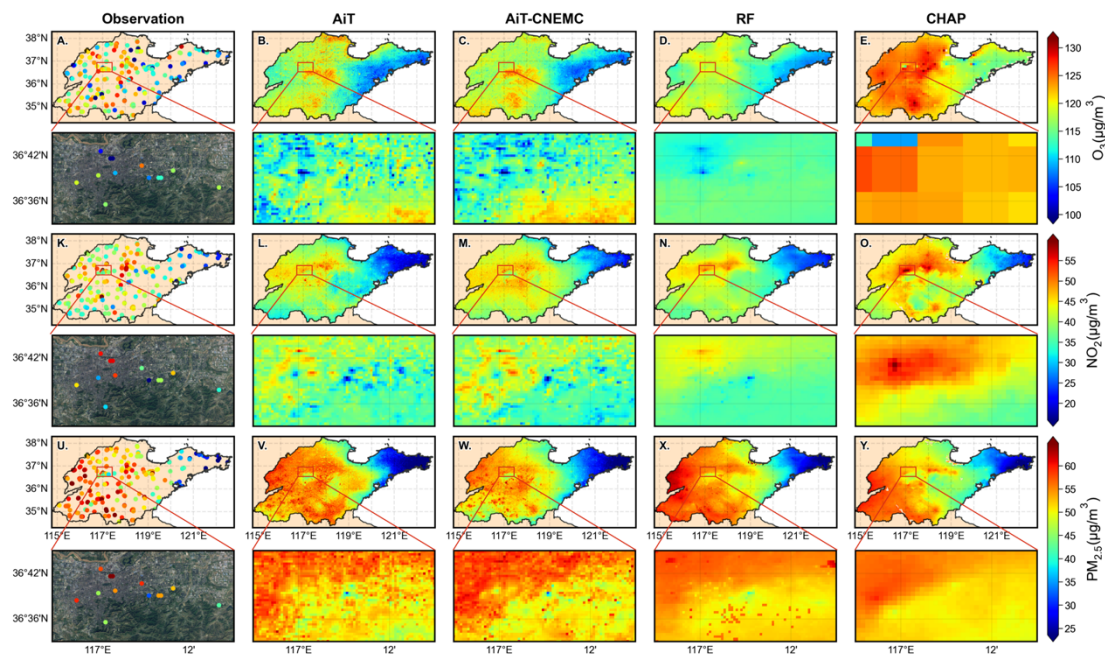 Observation AiT AiT-CNEMC RF CHAP
38°N A. B. C. D. E. 130
37°N 125
36°N 120
35°N 115
36°42'N 110
36°36'N 105
100
O₃(μg/m³)
38°N K. L. M. N. O. 55
37°N 50
36°N 45
35°N 40
36°42'N 35
36°36'N 30
25
20
NO₂(μg/m³)
38°N U. V. W. X. Y. 60
37°N 55
36°N 50
35°N 45
115°E 117°E 119°E 121°E 117°E 119°E 121°E 117°E 119°E 121°E 117°E 119°E 121°E 117°E 119°E 121°E 40
36°42'N 35
36°36'N 30
25
PM₂.₅(μg/m³)
117°E 12' 117°E 12' 117°E 12' 117°E 12' 117°E 12'